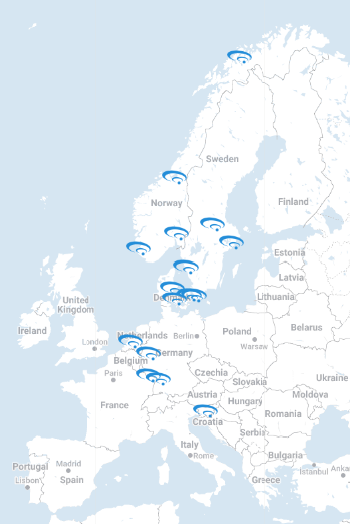 Sweden
Norway
Finland
Estonia
Latvia
Lithuania
United
Kingdom
Ireland
London
Netherlands
Berlin
Poland
Warsaw
Belarus
Belgium
Germany
Paris
Czechia
Ukraine
Slovakia
France
Austria
Hungary
Moldova
Croatia
Romania
Serbia
Italy
Rome
Bulgaria
Portugal
Madrid
Lisbon
Spain
Istanbul
Greece